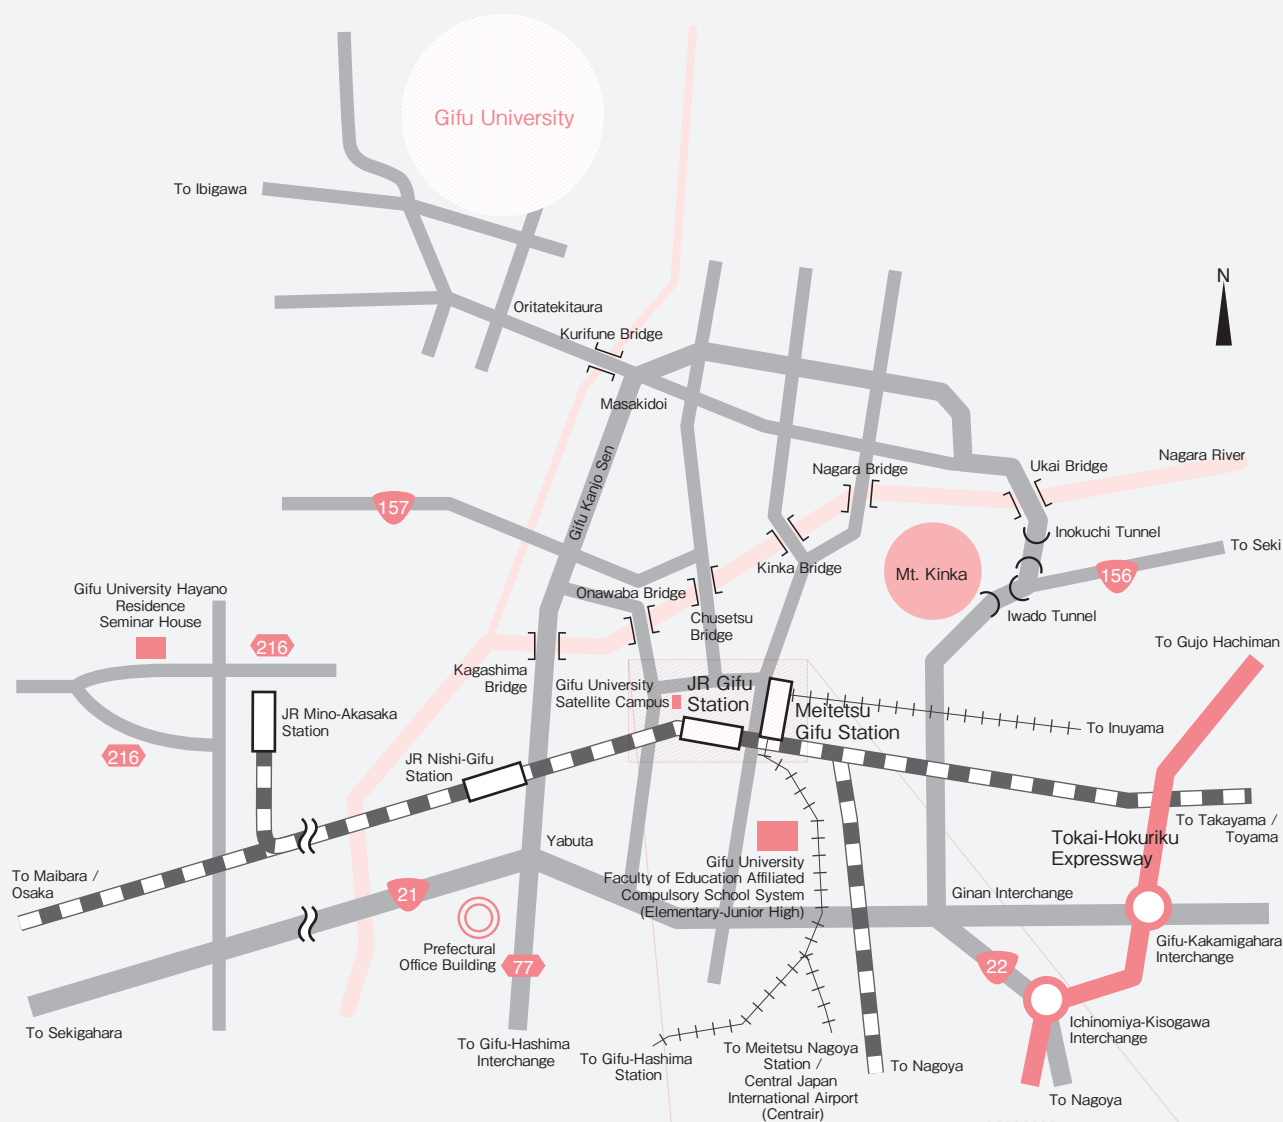 Gifu University
To Ibigawa
N
Oritatekitaura
Kurifune Bridge
Masakidoi
Gifu Kanjo Sen
Nagara Bridge
Ukai Bridge
Nagara River
157
Inokuchi Tunnel
To Seki
Kinka Bridge
Mt. Kinka
156
Gifu University Hayano
Residence
Seminar House
Onawaba Bridge
Chusetsu
Bridge
Iwado Tunnel
216
To Gujo Hachiman
Kagashima
Bridge
Gifu University
Satellite Campus
JR Gifu
Station
JR Mino-Akasaka
Station
Meitetsu
Gifu Station
To Inuyama
216
JR Nishi-Gifu
Station
To Takayama /
Toyama
Yabuta
Tokai-Hokuriku
Expressway
Gifu University
Faculty of Education Affiliated
Compulsory School System
(Elementary-Junior High)
To Maibara /
Osaka
21
Ginan Interchange
Prefectural
Office Building
77
22
Gifu-Kakamigahara
Interchange
To Sekigahara
Ichinomiya-Kisogawa
Interchange
To Gifu-Hashima
Interchange
To Gifu-Hashima
Station
To Meitetsu Nagoya
Station /
Central Japan
International Airport
(Centrair)
To Nagoya
To Nagoya